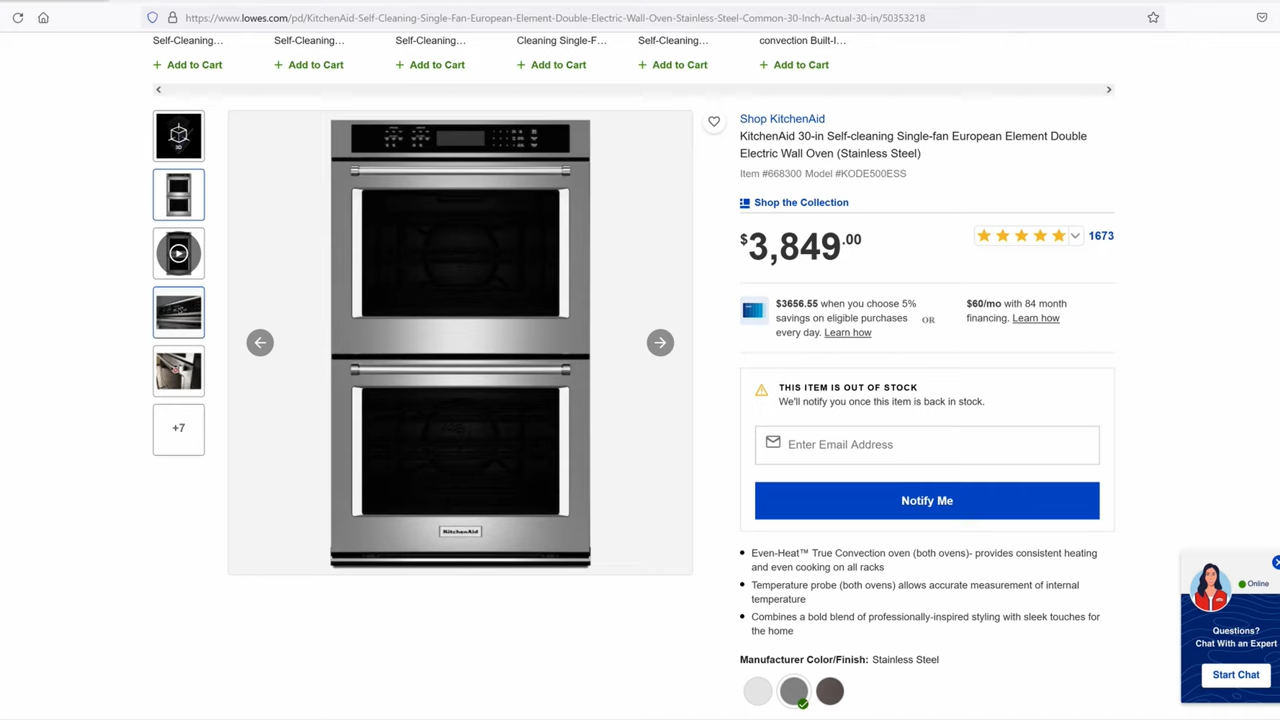 https://www.lowes.com/pd/KitchenAid-Self-Cleaning-Single-Fan-European-Element-Double-Electric-Wall-Oven-Stainless-Steel-Common-30-Inch-Actual-30-in/50353218
Self-Cleaning... Self-Cleaning... Self-Cleaning... Cleaning Single-F... Self-Cleaning... convection Built-I...
+ Add to Cart + Add to Cart + Add to Cart + Add to Cart + Add to Cart + Add to Cart
3D
+7
KitchenAid
Shop KitchenAid
KitchenAid 30-in Self-cleaning Single-fan European Element Double
Electric Wall Oven (Stainless Steel)
Item #668300 Model #KODE500ESS
Shop the Collection
$3,849.00
1673
$3656.55 when you choose 5%
savings on eligible purchases
every day. Learn how
OR
$60/mo with 84 month
financing. Learn how
THIS ITEM IS OUT OF STOCK
We'll notify you once this item is back in stock.
Enter Email Address
Notify Me
Even-Heat™ True Convection oven (both ovens)- provides consistent heating
and even cooking on all racks
Temperature probe (both ovens) allows accurate measurement of internal
temperature
Combines a bold blend of professionally-inspired styling with sleek touches for
the home
Manufacturer Color/Finish: Stainless Steel
Online
Questions?
Chat With an Expert
Start Chat